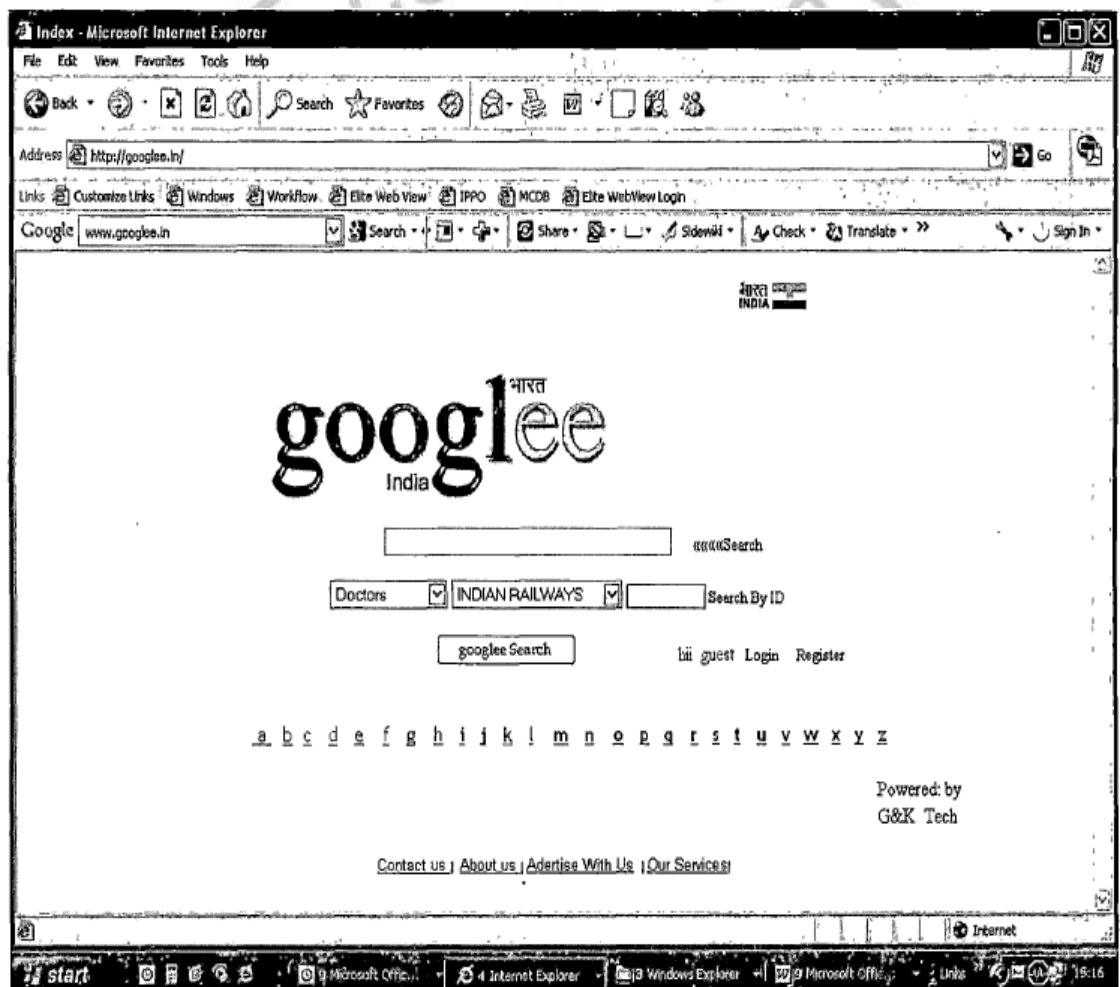 Index - Microsoft Internet Explorer
File Edit View Favorites Tools Help
Back Search Favorites
Address http://googlee.in/ Go
Links Customize Links Windows Workflow Elite Web View IPPO MCDB Elite WebView Login
Google www.googlee.in Search Share Sidewiki Check Translate Sign In
भारत
INDIA
भारत
googlee
India
«««««Search
Doctors INDIAN RAILWAYS Search By ID
googlee Search hii guest Login Register
a b c d e f g h i j k l m n o p q r s t u v w x y z
Powered: by
G&K Tech
Contact us | About us | Adertise With Us | Our Services|
Internet
start 9 Microsoft Offic... 4 Internet Explorer 3 Windows Explorer 9 Microsoft Offic... Links 15:16